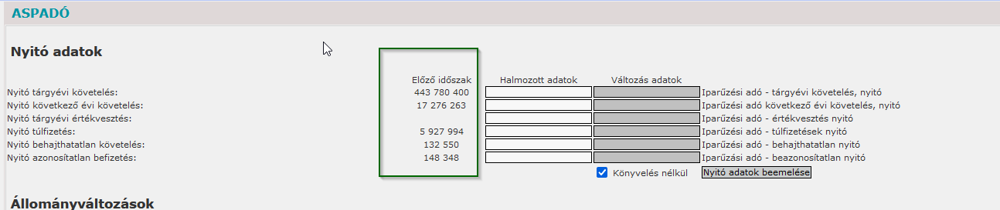 ASPADÓ
Nyitó adatok
Előző időszak Halmozott adatok Változás adatok
Nyitó tárgyévi követelés: 443 780 400 Iparűzési adó - tárgyévi követelés, nyitó
Nyitó következő évi követelés: 17 276 263 Iparűzési adó következő évi követelés, nyitó
Nyitó tárgyévi értékvesztés: Iparűzési adó - értékvesztés nyitó
Nyitó túlfizetés: 5 927 994 Iparűzési adó - túlfizetések nyitó
Nyitó behajthatatlan követelés: 132 550 Iparűzési adó - behajthatatlan nyitó
Nyitó azonosítatlan befizetés: 148 348 Iparűzési adó - beazonosítatlan nyitó
Könyvelés nélkül Nyitó adatok beemelése
Állományváltozások